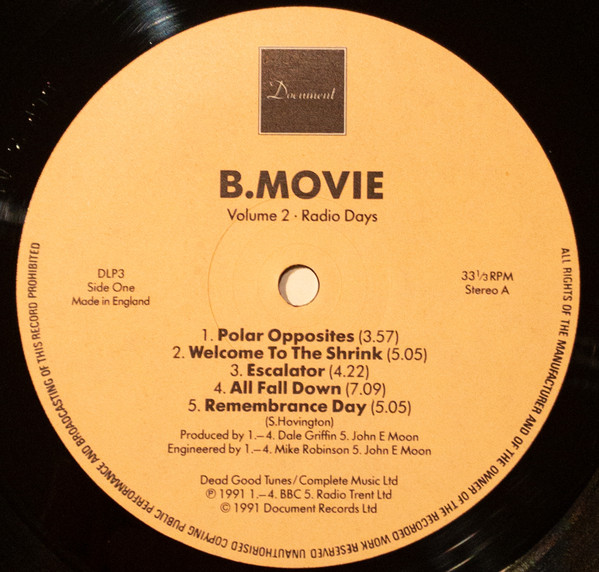 Document
B.MOVIE
Volume 2 · Radio Days
DLP3
Side One
Made in England
33 1/3 RPM
Stereo A
1. Polar Opposites (3.57)
2. Welcome To The Shrink (5.05)
3. Escalator (4.22)
4. All Fall Down (7.09)
5. Remembrance Day (5.05)
(S.Hovington)
Produced by 1.–4. Dale Griffin 5. John E Moon
Engineered by 1.–4. Mike Robinson 5. John E Moon
Dead Good Tunes/Complete Music Ltd
℗ 1991 1.–4. BBC 5. Radio Trent Ltd
© 1991 Document Records Ltd
ALL RIGHTS OF THE MANUFACTURER AND OF THE OWNER OF THE RECORDED WORK RESERVED UNAUTHORISED COPYING PUBLIC PERFORMANCE AND BROADCASTING OF THIS RECORD PROHIBITED